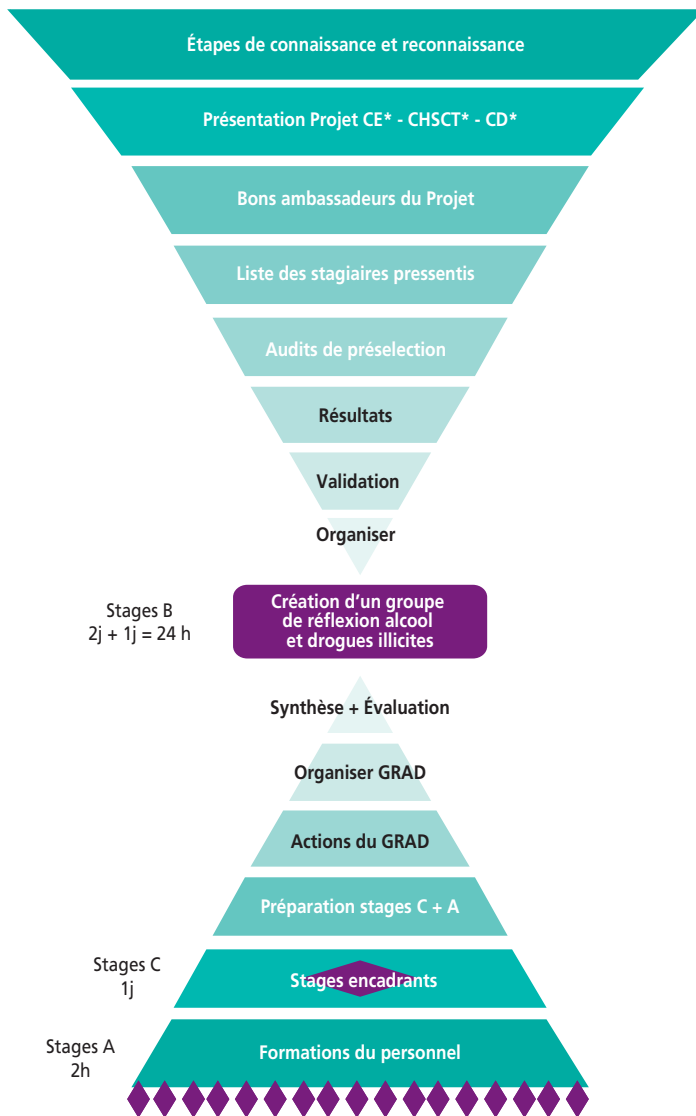 Étapes de connaissance et reconnaissance
Présentation Projet CE* - CHSCT* - CD*
Bons ambassadeurs du Projet
Liste des stagiaires pressentis
Audits de préselection
Résultats
Validation
Organiser
Stages B
2j + 1j = 24 h
Création d’un groupe
de réflexion alcool
et drogues illicites
Synthèse + Évaluation
Organiser GRAD
Actions du GRAD
Préparation stages C + A
Stages C
1j
Stages encadrants
Stages A
2h
Formations du personnel